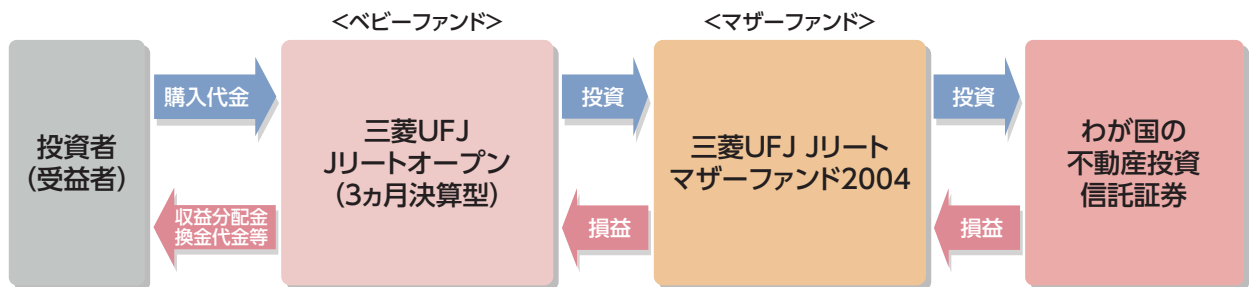 <ベビーファンド>
<マザーファンド>
投資者
(受益者)
購入代金
収益分配金
換金代金等
三菱UFJ
Jリートオープン
(3ヵ月決算型)
投資
損益
三菱UFJ Jリート
マザーファンド2004
投資
損益
わが国の
不動産投資
信託証券